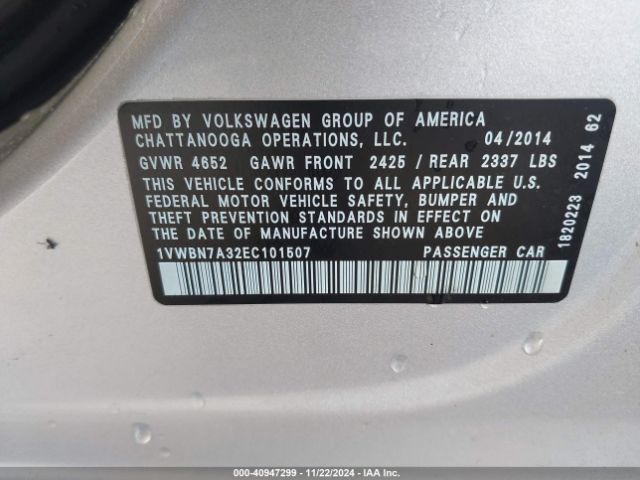 MFD BY VOLKSWAGEN GROUP OF AMERICA
CHATTANOOGA OPERATIONS, LLC. 04/2014
GVWR 4652 GAWR FRONT 2425 / REAR 2337 LBS
THIS VEHICLE CONFORMS TO ALL APPLICABLE U.S.
FEDERAL MOTOR VEHICLE SAFETY, BUMPER AND
THEFT PREVENTION STANDARDS IN EFFECT ON
THE DATE OF MANUFACTURE SHOWN ABOVE
1VWBN7A32EC101507 PASSENGER CAR
1820223 2014 62
000-40947299 - 11/22/2024 - IAA Inc.